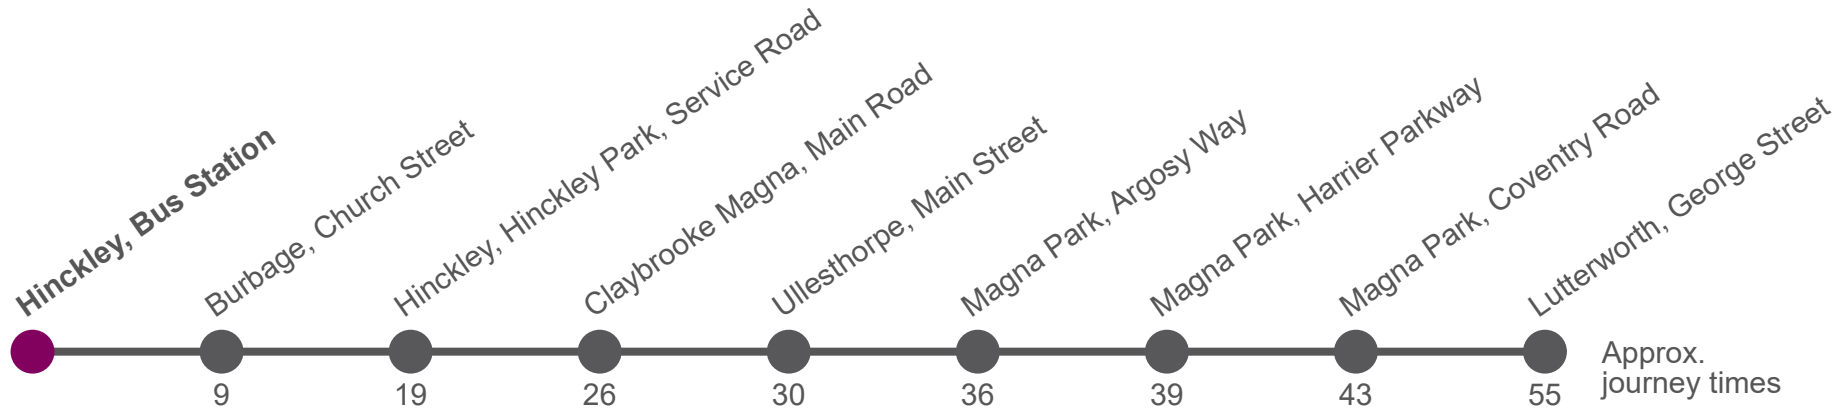 Hinckley, Bus Station
Burbage, Church Street
Hinckley, Hinckley Park, Service Road
Claybrooke Magna, Main Road
Ullesthorpe, Main Street
Magna Park, Argosy Way
Magna Park, Harrier Parkway
Magna Park, Coventry Road
Lutterworth, George Street
9 19 26 30 36 39 43 55
Approx.
journey times